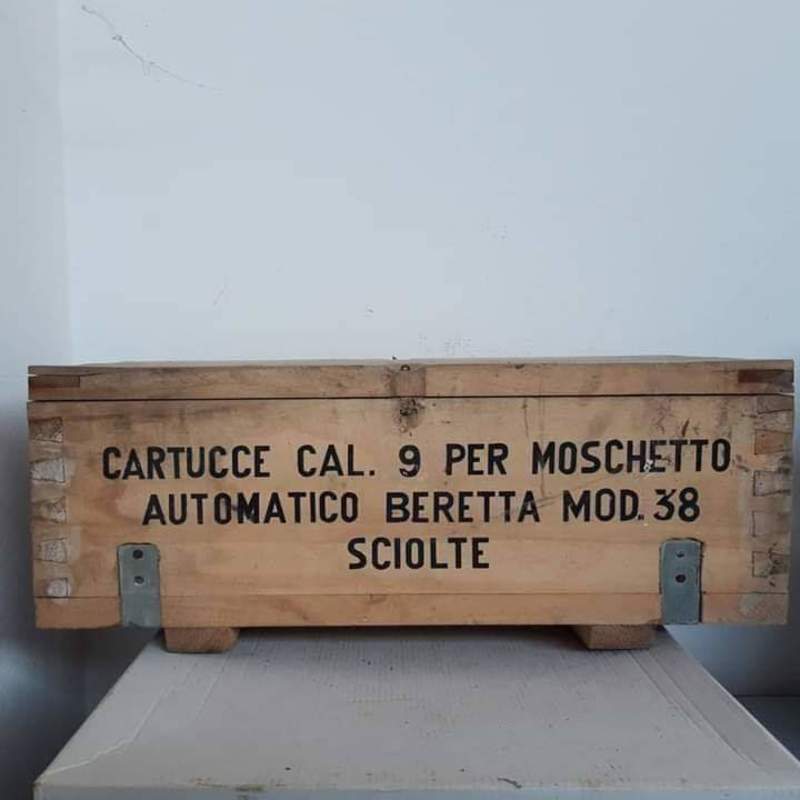 CARTUCCE CAL. 9 PER MOSCHETTO
AUTOMATICO BERETTA MOD. 38
SCIOLTE